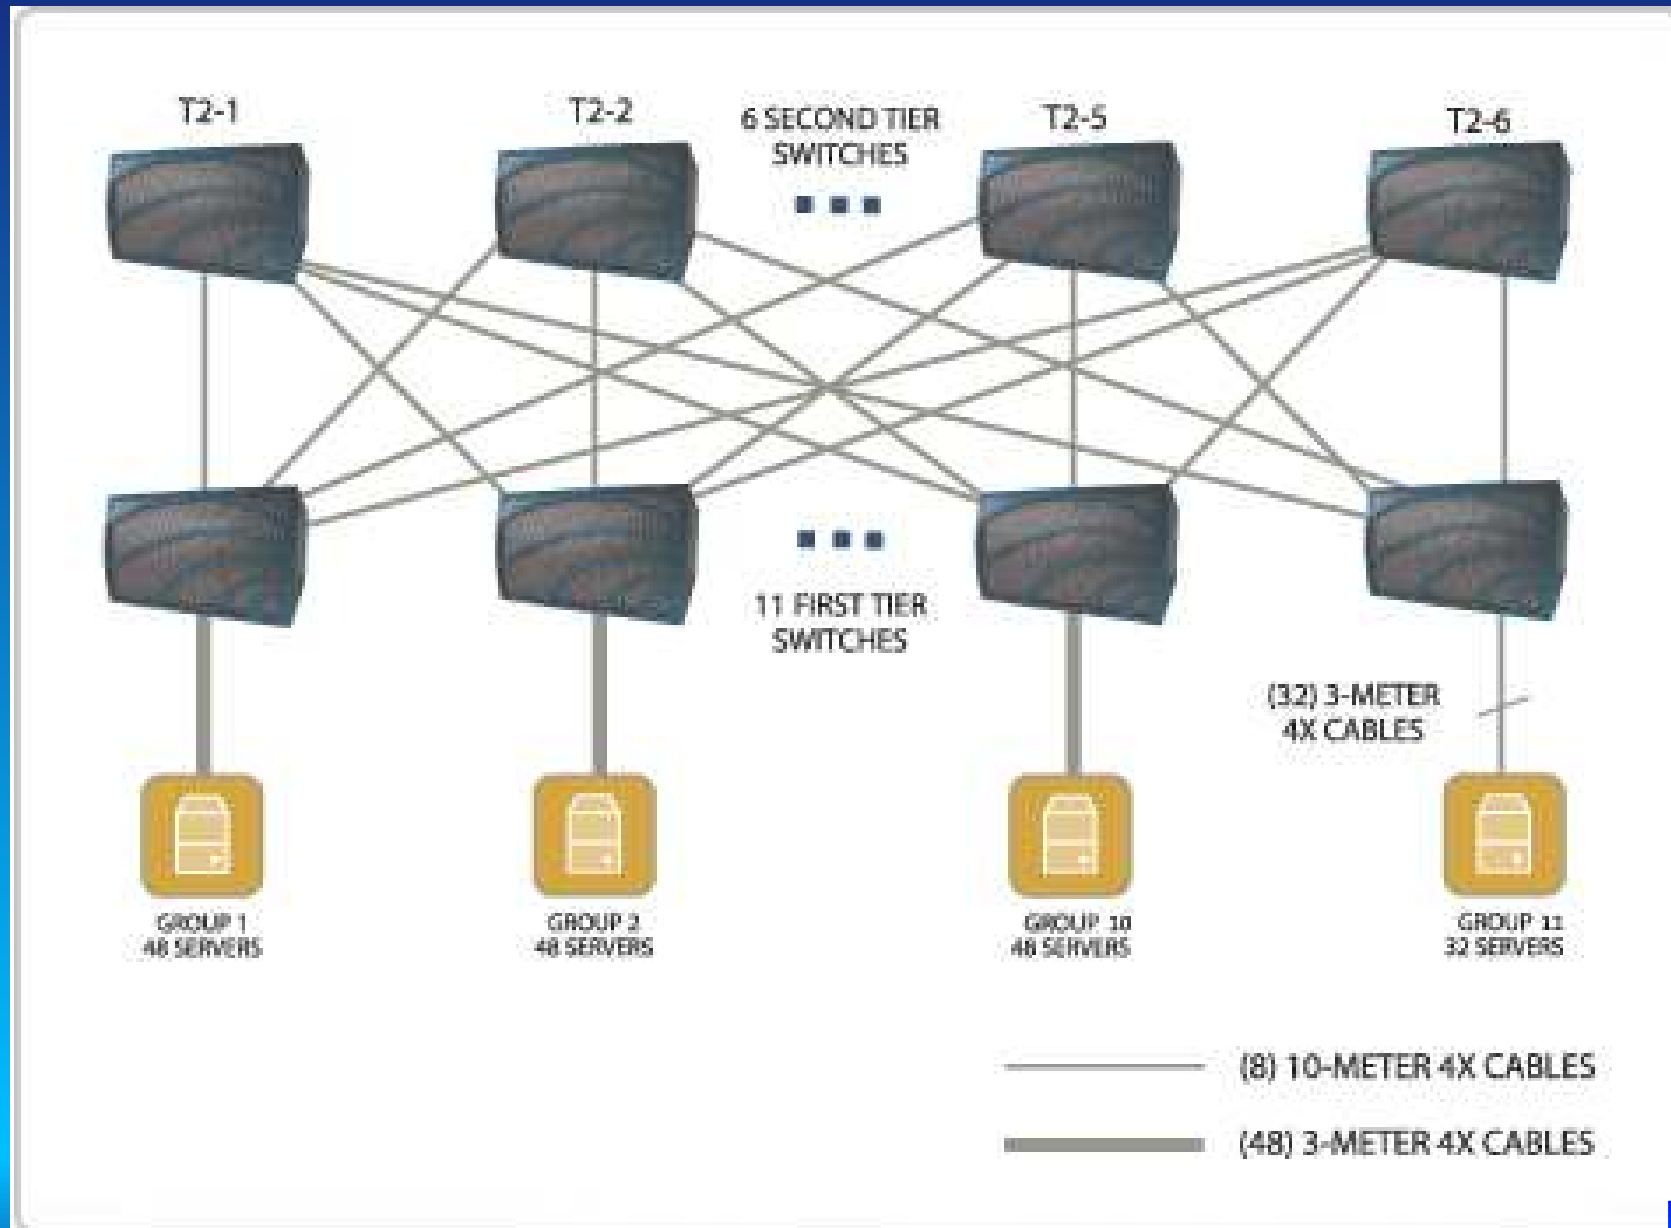 T2-1
T2-2
6 SECOND TIER
SWITCHES
T2-5
T2-6
11 FIRST TIER
SWITCHES
(32) 3-METER
4X CABLES
GROUP 1
48 SERVERS
GROUP 2
48 SERVERS
GROUP 10
48 SERVERS
GROUP 11
32 SERVERS
(8) 10-METER 4X CABLES
(48) 3-METER 4X CABLES